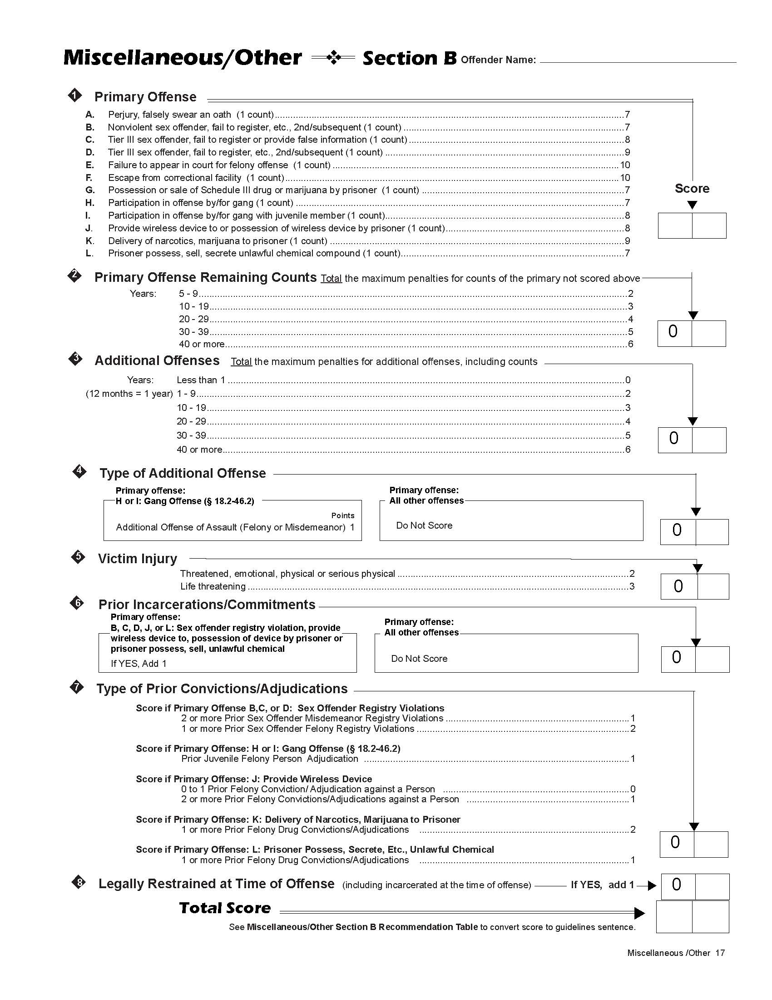 Miscellaneous/Other Section B Offender Name:
1 Primary Offense
A. Perjury, falsely swear an oath (1 count) 7
B. Nonviolent sex offender, fail to register, etc., 2nd/subsequent (1 count) 7
C. Tier III sex offender, fail to register or provide false information (1 count) 8
D. Tier III sex offender, fail to register, etc., 2nd/subsequent (1 count) 9
E. Failure to appear in court for felony offense (1 count) 10
F. Escape from correctional facility (1 count) 10
G. Possession or sale of Schedule III drug or marijuana by prisoner (1 count) 7
Score
H. Participation in offense by/for gang (1 count) 7
I. Participation in offense by/for gang with juvenile member (1 count) 8
J. Provide wireless device to or possession of wireless device by prisoner (1 count) 8
K. Delivery of narcotics, marijuana to prisoner (1 count) 9
L. Prisoner possess, sell, secrete unlawful chemical compound (1 count) 7
2 Primary Offense Remaining Counts Total the maximum penalties for counts of the primary not scored above
Years: 5 - 9 2
10 - 19 3
20 - 29 4
30 - 39 5
0
40 or more 6
3 Additional Offenses Total the maximum penalties for additional offenses, including counts
Years: Less than 1 0
(12 months = 1 year) 1 - 9 2
10 - 19 3
20 - 29 4
30 - 39 5
0
40 or more 6
4 Type of Additional Offense
Primary offense:
H or I: Gang Offense (§ 18.2-46.2)
Points
Additional Offense of Assault (Felony or Misdemeanor) 1
Primary offense:
All other offenses
Do Not Score
0
5 Victim Injury
Threatened, emotional, physical or serious physical 2
Life threatening 3
0
6 Prior Incarcerations/Commitments
Primary offense:
B, C, D, J, or L: Sex offender registry violation, provide
wireless device to, possession of device by prisoner or
prisoner possess, sell, unlawful chemical
If YES, Add 1
Primary offense:
All other offenses
Do Not Score
0
7 Type of Prior Convictions/Adjudications
Score if Primary Offense B,C, or D: Sex Offender Registry Violations
2 or more Prior Sex Offender Misdemeanor Registry Violations 1
1 or more Prior Sex Offender Felony Registry Violations 2
Score if Primary Offense: H or I: Gang Offense (§ 18.2-46.2)
Prior Juvenile Felony Person Adjudication 1
Score if Primary Offense: J: Provide Wireless Device
0 to 1 Prior Felony Conviction/ Adjudication against a Person 0
2 or more Prior Felony Convictions/Adjudications against a Person 1
Score if Primary Offense: K: Delivery of Narcotics, Marijuana to Prisoner
1 or more Prior Felony Drug Convictions/Adjudications 2
0
Score if Primary Offense: L: Prisoner Possess, Secrete, Etc., Unlawful Chemical
1 or more Prior Felony Drug Convictions/Adjudications 1
8 Legally Restrained at Time of Offense (including incarcerated at the time of offense) If YES, add 1 0
Total Score
See Miscellaneous/Other Section B Recommendation Table to convert score to guidelines sentence.
Miscellaneous /Other 17